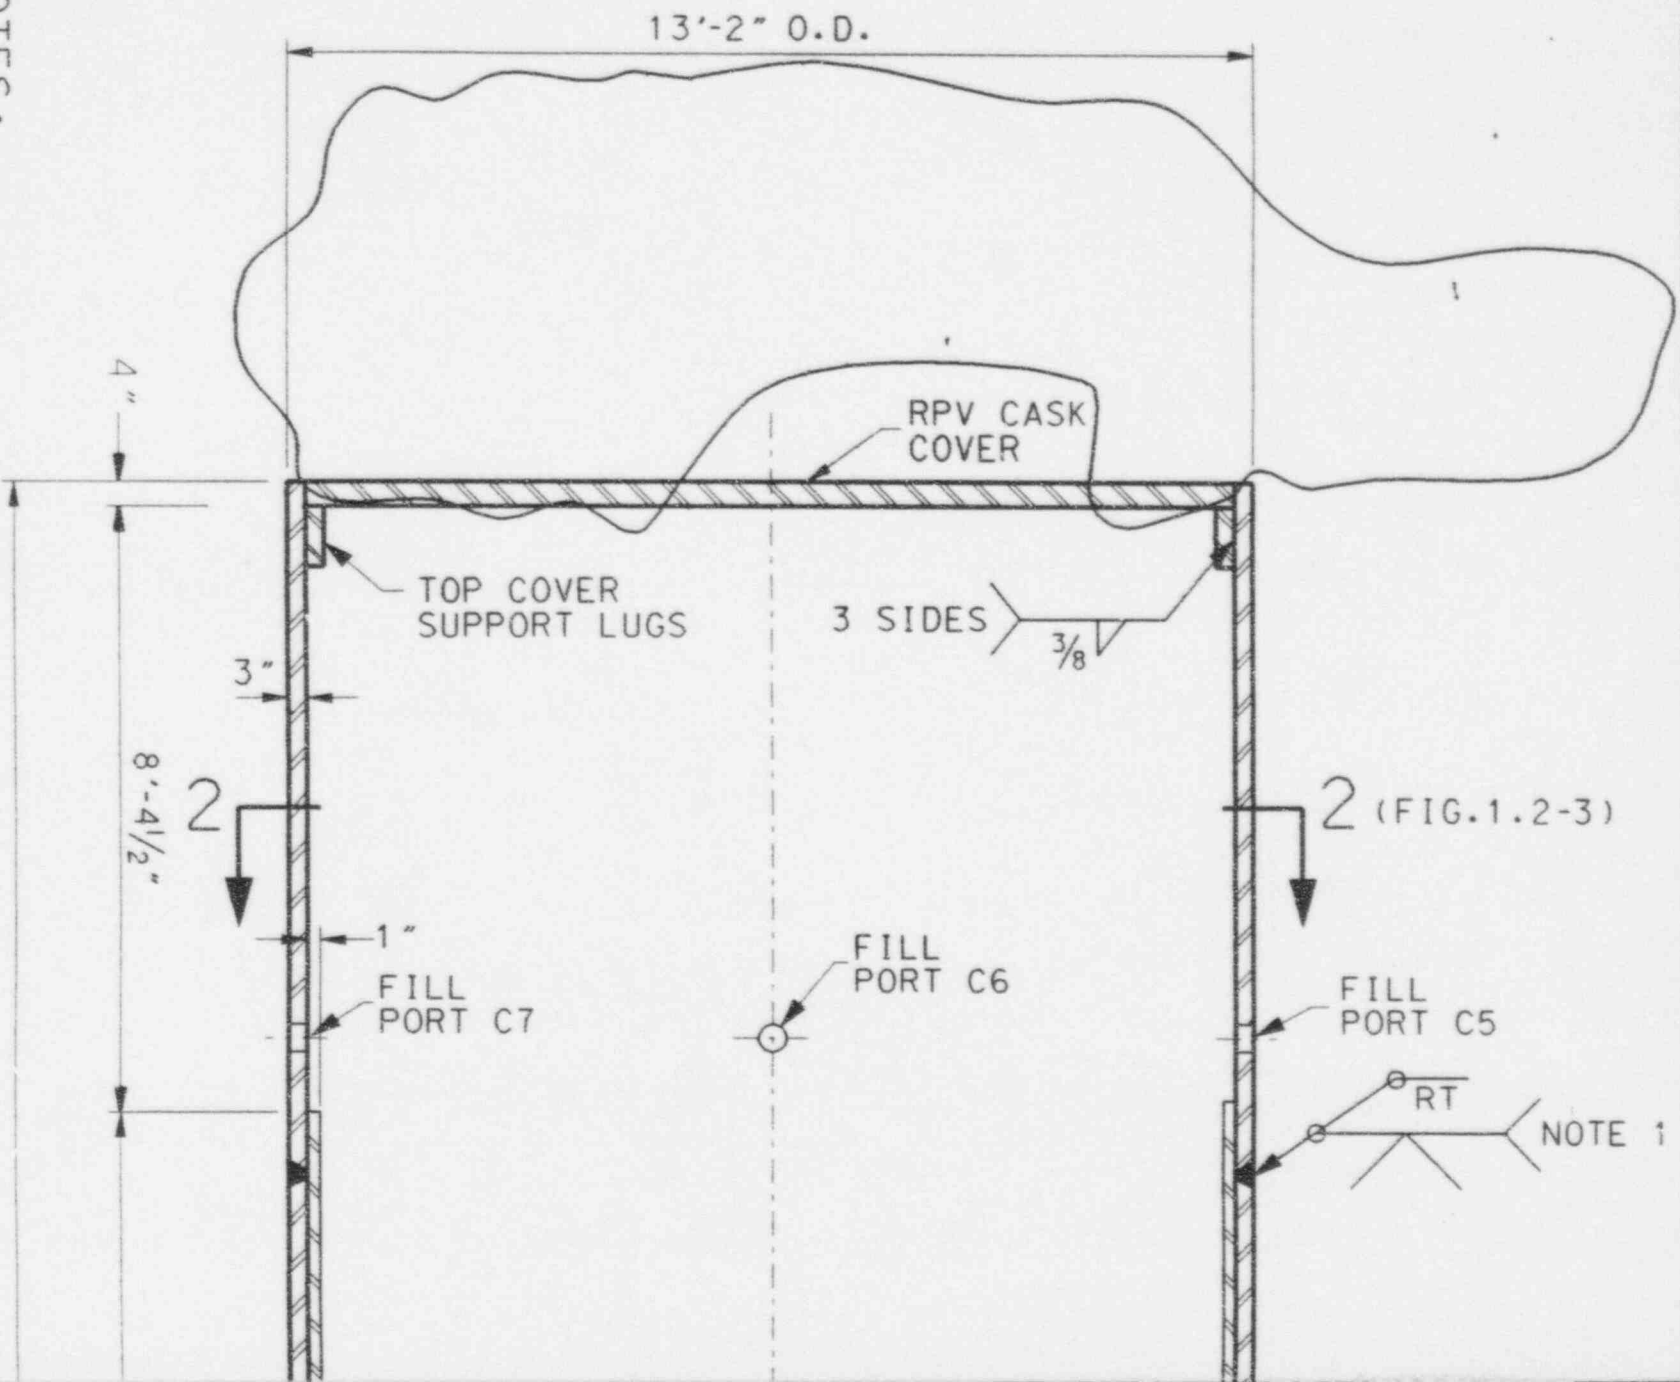 13'-2" O.D.
4"
RPV CASK
COVER
TOP COVER
SUPPORT LUGS
3 SIDES
3/8
3"
8'-4 1/2"
2
2 (FIG.1.2-3)
1"
FILL
PORT C7
FILL
PORT C6
FILL
PORT C5
RT
NOTE 1